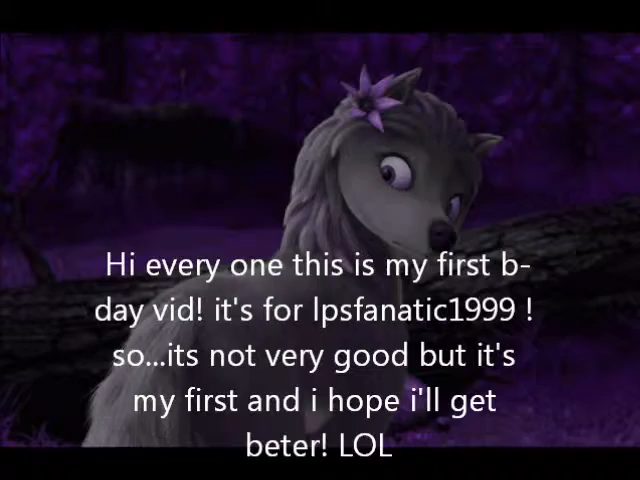 Hi every one this is my first b-
day vid! it's for lpsfanatic1999 !
so...its not very good but it's
my first and i hope i'll get
beter! LOL